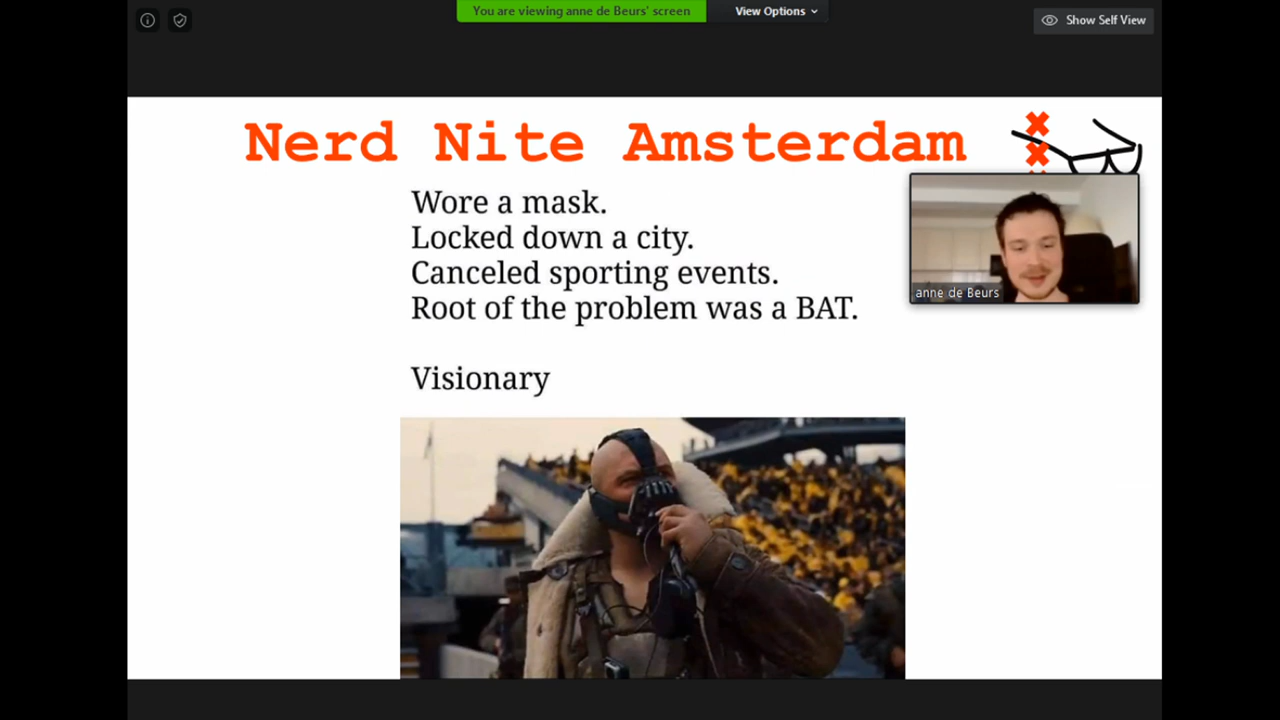 You are viewing anne de Beurs' screen
View Options
Show Self View
Nerd Nite Amsterdam
Wore a mask.
Locked down a city.
Canceled sporting events.
Root of the problem was a BAT.
anne de Beurs
Visionary